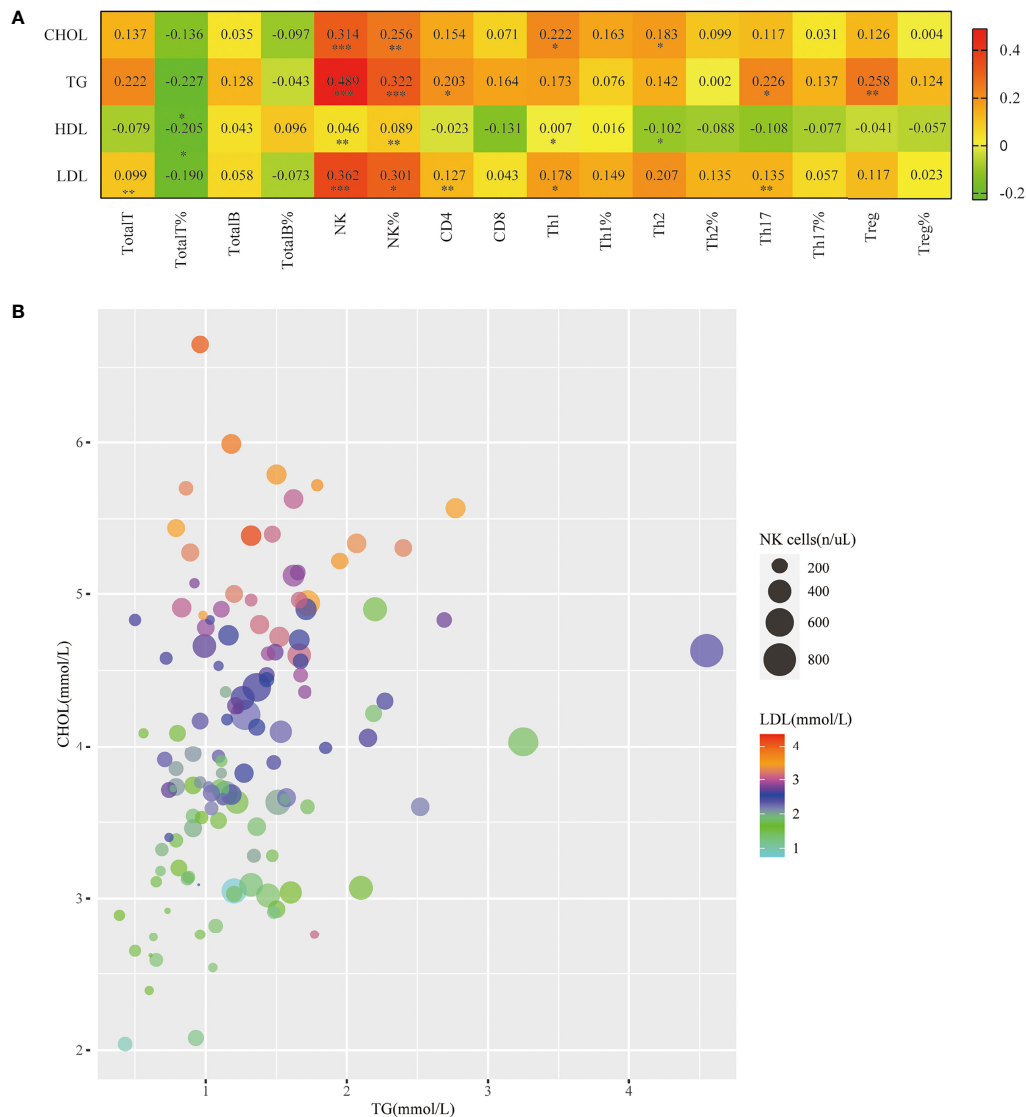 A
CHOL 0.137 -0.136 0.035 -0.097 0.314 0.256 0.154 0.071 0.222 0.163 0.183 0.099 0.117 0.031 0.126 0.004
*** ** * *
TG 0.222 -0.227 0.128 -0.043 0.489 0.322 0.203 0.164 0.173 0.076 0.142 0.002 0.226 0.137 0.258 0.124
*** *** * * **
*
HDL -0.079 -0.205 0.043 0.096 0.046 0.089 -0.023 -0.131 0.007 0.016 -0.102 -0.088 -0.108 -0.077 -0.041 -0.057
** ** * *
*
LDL 0.099 -0.190 0.058 -0.073 0.362 0.301 0.127 0.043 0.178 0.149 0.207 0.135 0.135 0.057 0.117 0.023
** *** * ** * **
TotalT TotalT% TotalB TotalB% NK NK% CD4 CD8 Th1 Th1% Th2 Th2% Th17 Th17% Treg Treg%
0.4
0.2
0
-0.2
B
CHOL(mmol/L)
6
5
4
3
2
1 2 3 4
TG(mmol/L)
NK cells(n/uL)
200
400
600
800
LDL(mmol/L)
4
3
2
1